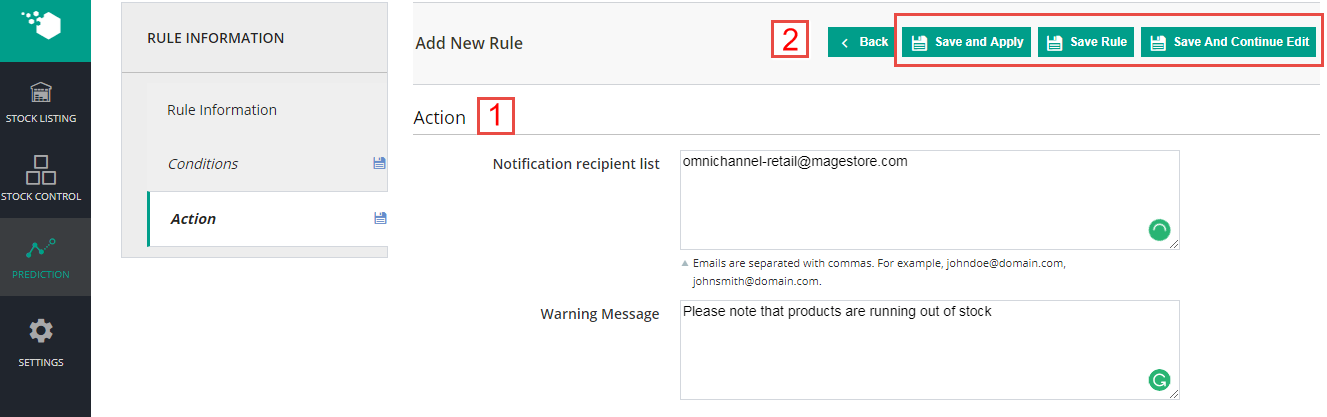 STOCK LISTING
STOCK CONTROL
PREDICTION
SETTINGS
RULE INFORMATION
Rule Information
Conditions
Action
Add New Rule
2
Back
Save and Apply
Save Rule
Save And Continue Edit
Action
1
Notification recipient list
omnichannel-retail@magestore.com
Emails are separated with commas. For example, johndoe@domain.com,
johnsmith@domain.com.
Warning Message
Please note that products are running out of stock